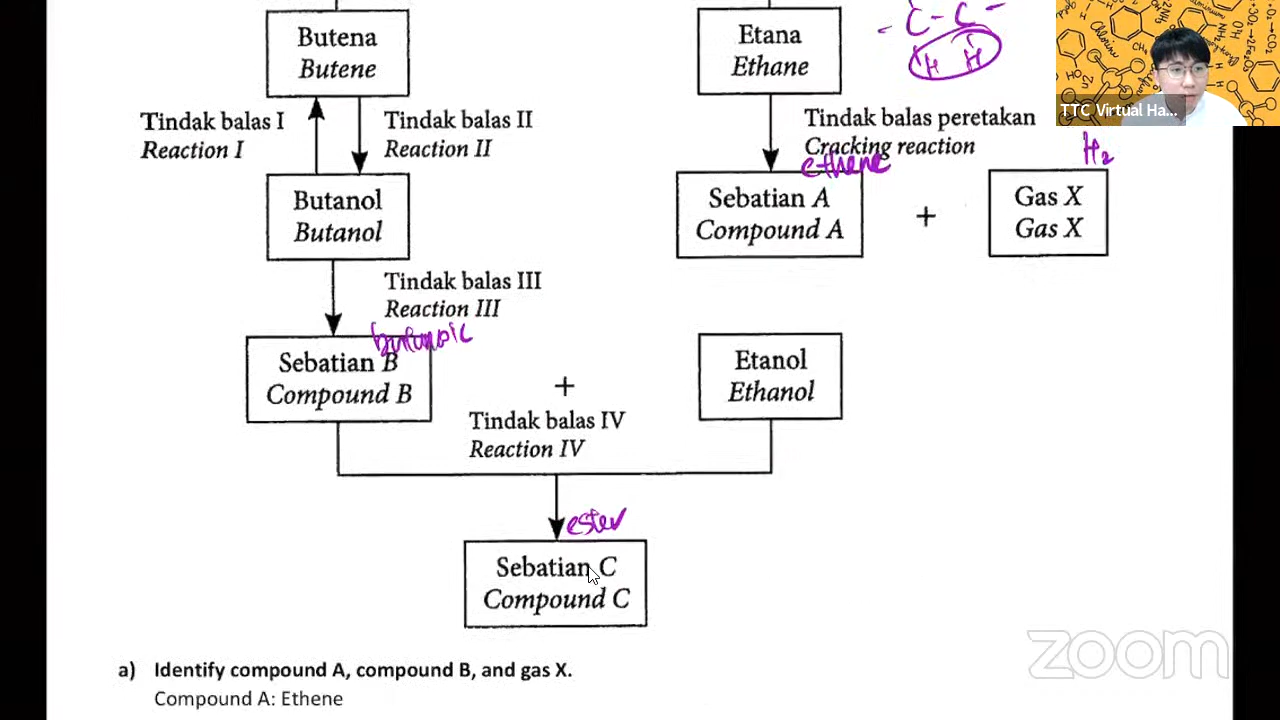 Butena
Butene
Etana
Ethane
- C - C -
H H
TTC Virtual Ha...
Tindak balas I
Reaction I
Tindak balas II
Reaction II
Tindak balas peretakan
Cracking reaction
ethene
H₂
Butanol
Butanol
Sebatian A
Compound A
+
Gas X
Gas X
Tindak balas III
Reaction III
butanoic
Sebatian B
Compound B
+
Etanol
Ethanol
Tindak balas IV
Reaction IV
ester
Sebatian C
Compound C
zoom
a) Identify compound A, compound B, and gas X.
Compound A: Ethene